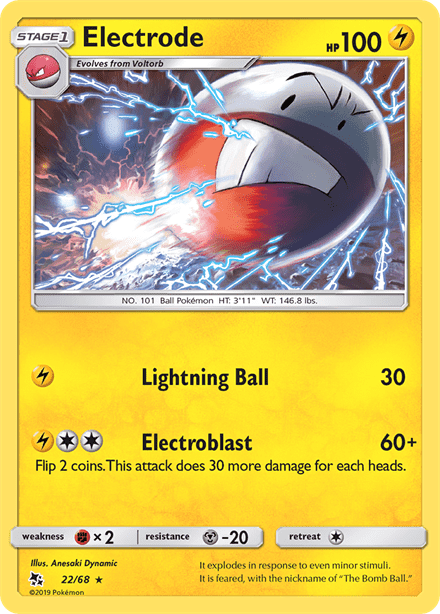 STAGE 1 Electrode HP 100
Evolves from Voltorb
NO. 101 Ball Pokémon HT: 3'11" WT: 146.8 lbs.
Lightning Ball 30
Electroblast 60+
Flip 2 coins.This attack does 30 more damage for each heads.
weakness × 2 resistance -20 retreat
Illus. Anesaki Dynamic
22/68 ★
©2019 Pokémon
It explodes in response to even minor stimuli.
It is feared, with the nickname of "The Bomb Ball."